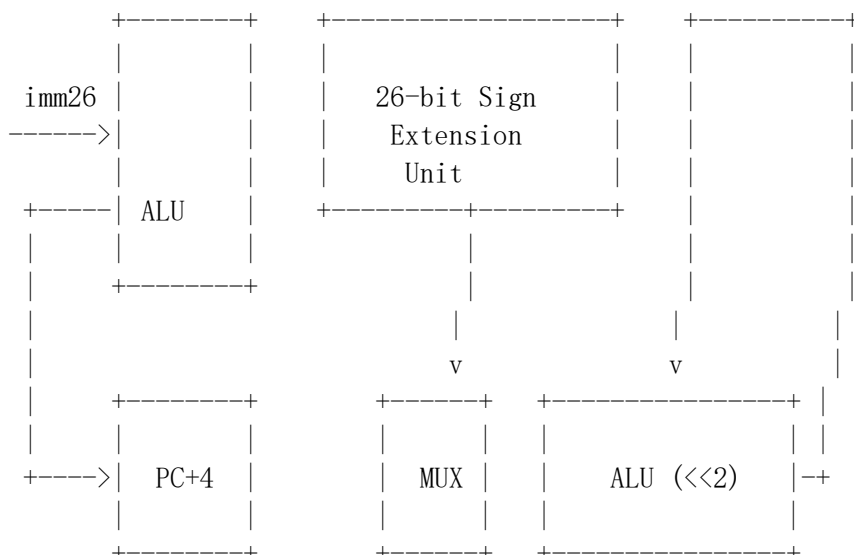 imm26
26-bit Sign
Extension
Unit
ALU
v
v
PC+4
MUX
ALU (<<2)